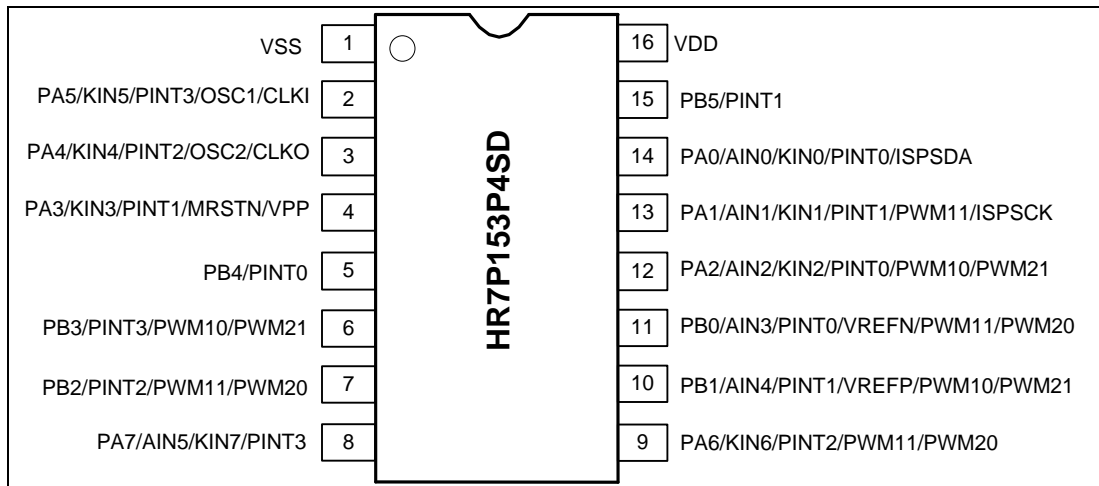 VSS 1
PA5/KIN5/PINT3/OSC1/CLKI 2
PA4/KIN4/PINT2/OSC2/CLKO 3
PA3/KIN3/PINT1/MRSTN/VPP 4
PB4/PINT0 5
PB3/PINT3/PWM10/PWM21 6
PB2/PINT2/PWM11/PWM20 7
PA7/AIN5/KIN7/PINT3 8
HR7P153P4SD
16 VDD
15 PB5/PINT1
14 PA0/AIN0/KIN0/PINT0/ISPSDA
13 PA1/AIN1/KIN1/PINT1/PWM11/ISPSCK
12 PA2/AIN2/KIN2/PINT0/PWM10/PWM21
11 PB0/AIN3/PINT0/VREFN/PWM11/PWM20
10 PB1/AIN4/PINT1/VREFP/PWM10/PWM21
9 PA6/KIN6/PINT2/PWM11/PWM20